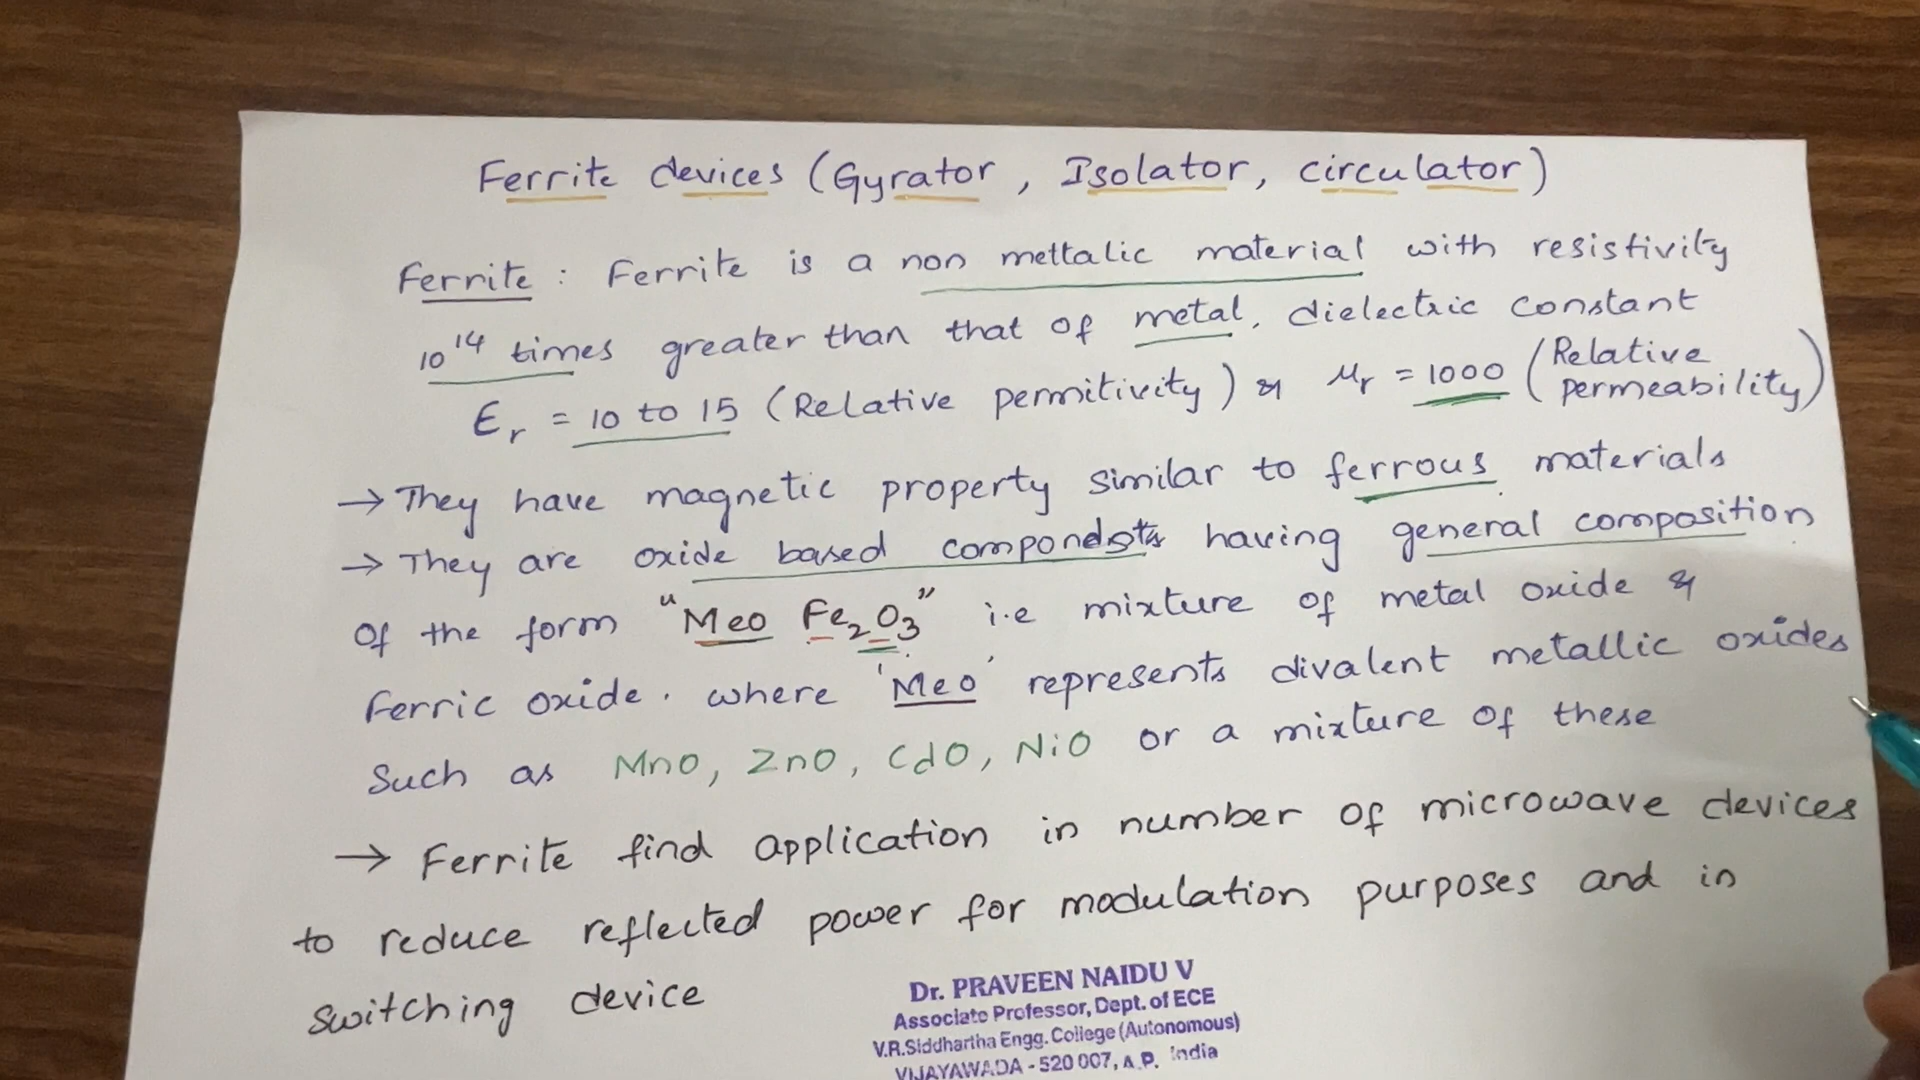 Ferrite devices (Gyrator, Isolator, circulator)
Ferrite : Ferrite is a non mettalic material with resistivity
10^14 times greater than that of metal. dielectric constant
Er = 10 to 15 (Relative permitivity) & μr = 1000 (Relative permeability)
→ They have magnetic property similar to ferrous materials
→ They are oxide based compondsts having general composition
of the form "Meo Fe2O3" i.e mixture of metal oxide &
Ferric oxide. where 'Meo' represents divalent metallic oxides
Such as MnO, ZnO, CdO, NiO or a mixture of these
→ Ferrite find application in number of microwave devices
to reduce reflected power for modulation purposes and in
switching device
Dr. PRAVEEN NAIDU V
Associate Professor, Dept. of ECE
V.R.Siddhartha Engg. College (Autonomous)
VIJAYAWADA - 520 007, A.P. India